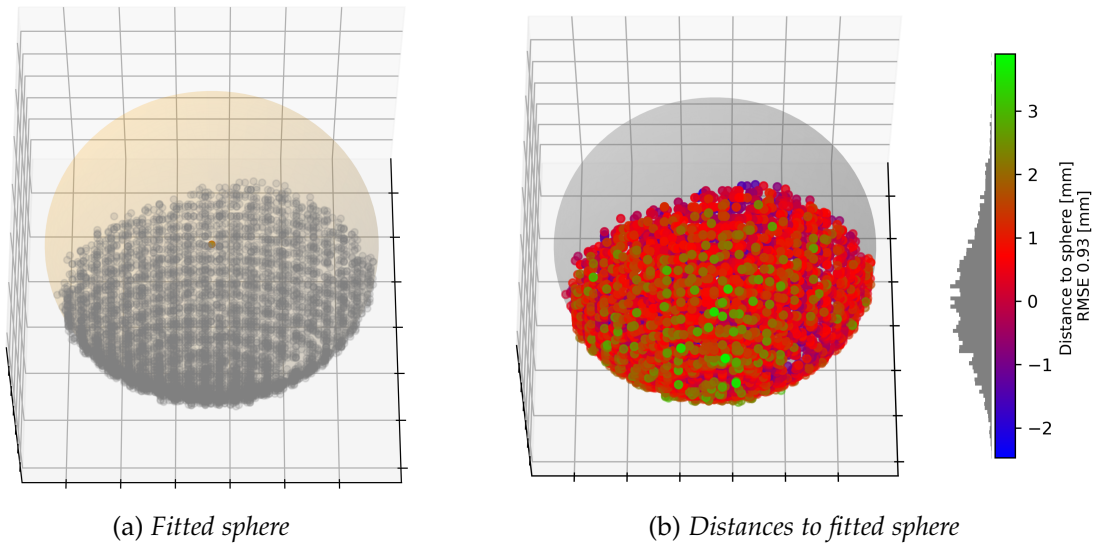 3
2
1
0
−1
−2
Distance to sphere [mm]
RMSE 0.93 [mm]
(a) Fitted sphere
(b) Distances to fitted sphere